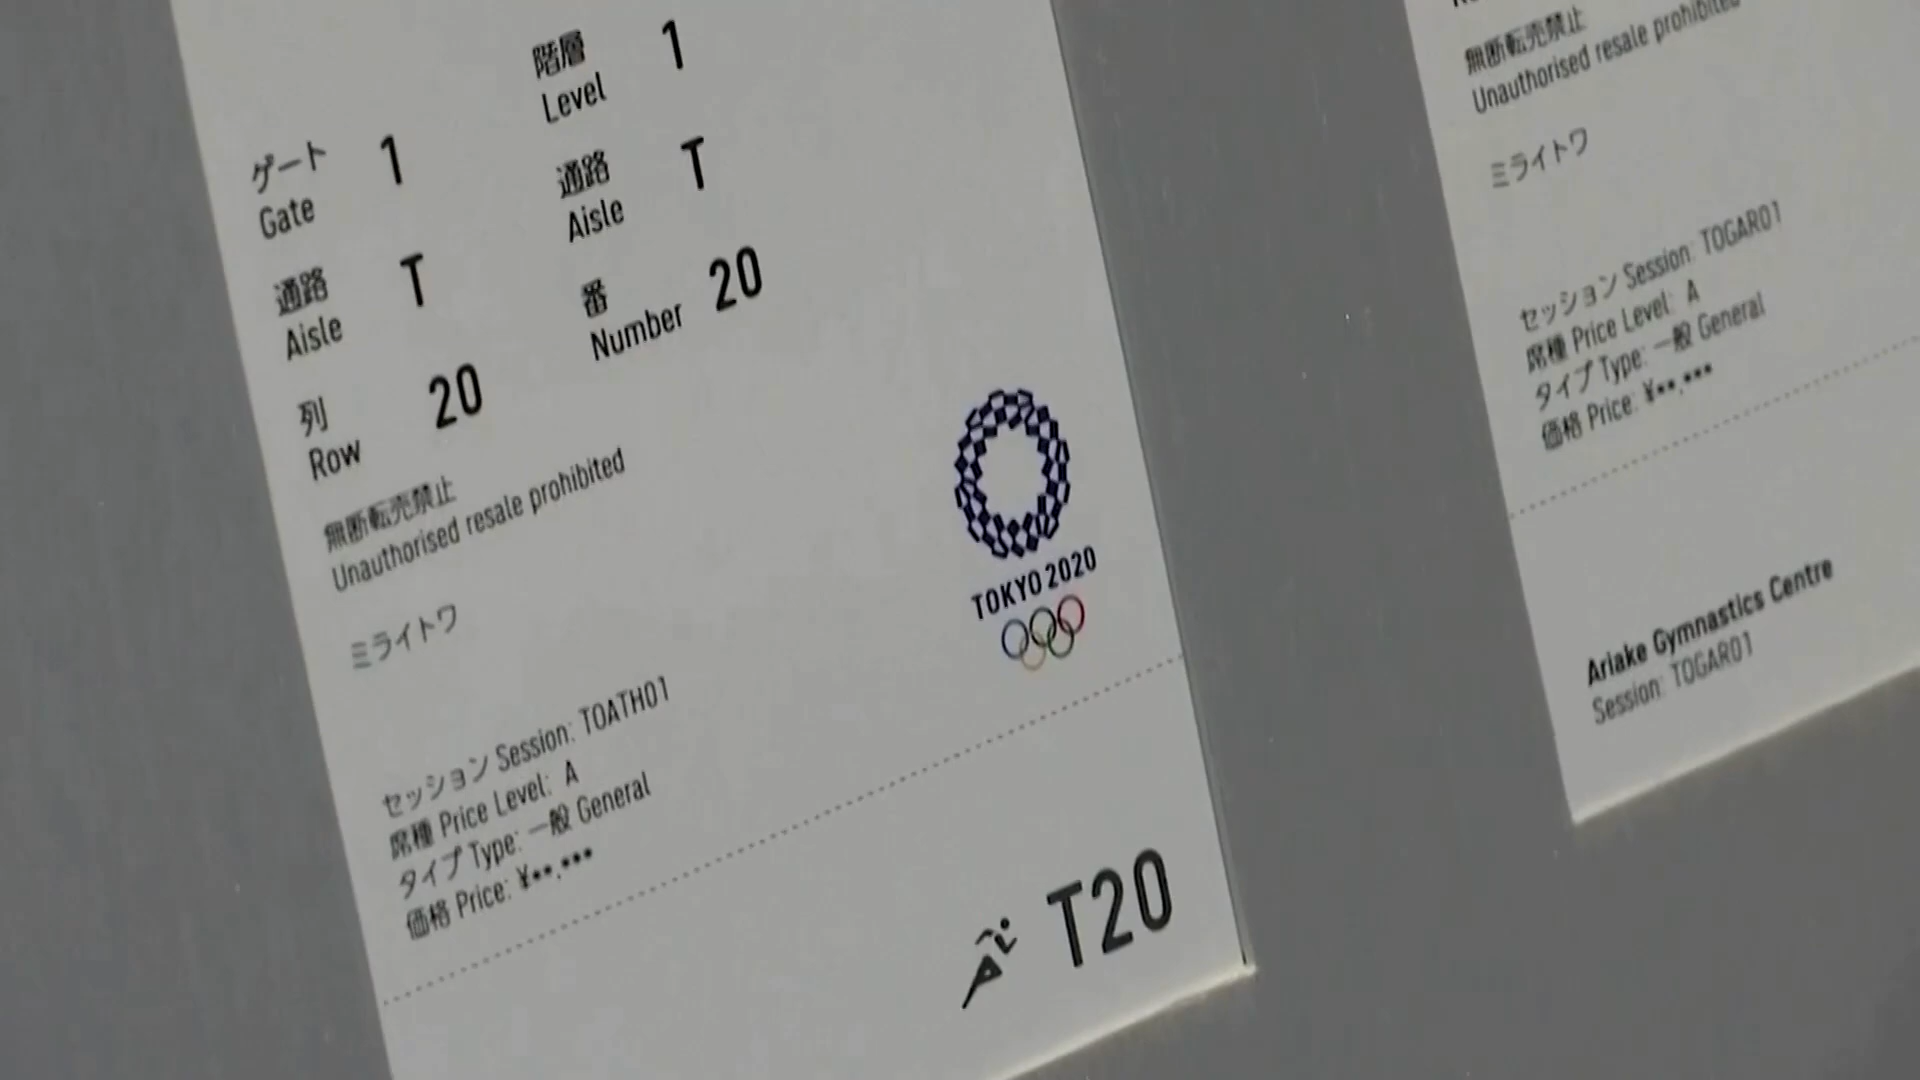 階層 1
Level
ゲート 1
Gate
通路 T
Aisle
通路 T
Aisle
番 20
Number
列 20
Row
無断転売禁止
Unauthorised resale prohibited
ミライトワ
セッション Session: TOATH01
席種 Price Level: A
タイプ Type: 一般 General
価格 Price: ¥••,•••
TOKYO 2020
T20
無断転売禁止
Unauthorised resale prohibited
ミライトワ
セッション Session: TOGAR01
席種 Price Level: A
タイプ Type: 一般 General
価格 Price: ¥••,•••
Ariake Gymnastics Centre
Session: TOGAR01